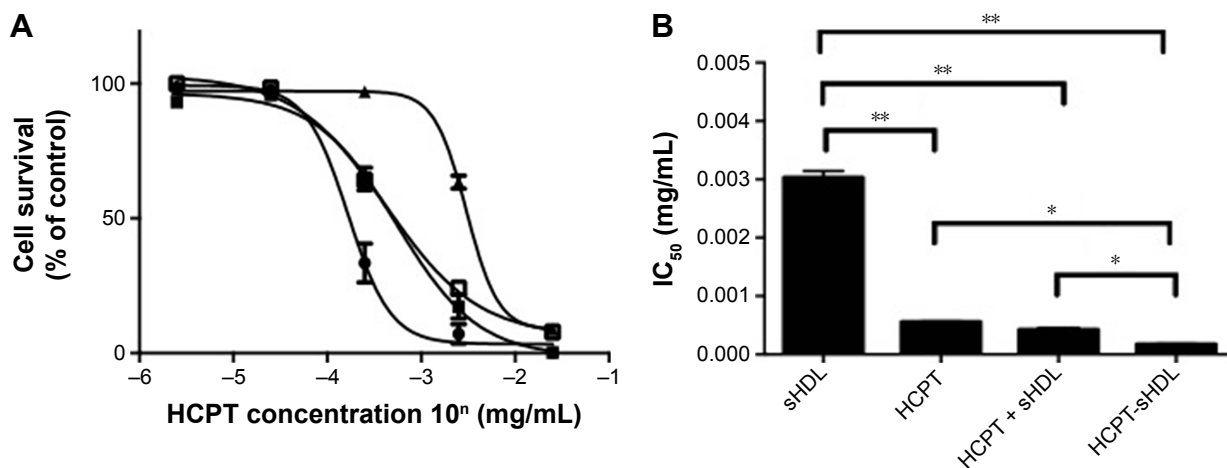 A
Cell survival
(% of control)
100
50
0
–6
–5
–4
–3
–2
–1
HCPT concentration 10ⁿ (mg/mL)
B
IC₅₀ (mg/mL)
0.005
0.004
0.003
0.002
0.001
0.000
**
**
**
*
*
sHDL
HCPT
HCPT + sHDL
HCPT-sHDL